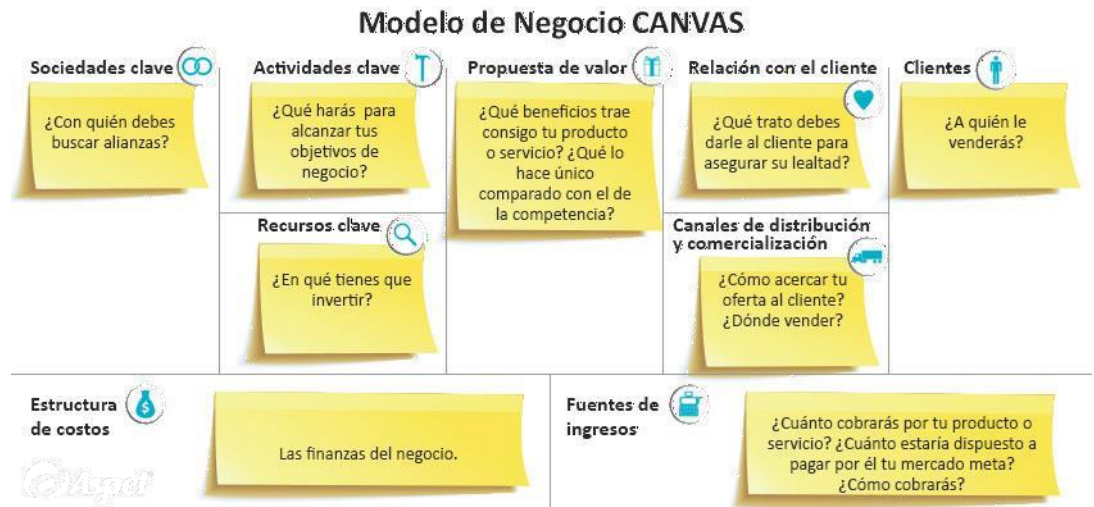 Modelo de Negocio CANVAS
Sociedades clave
¿Con quién debes
buscar alianzas?
Actividades clave
¿Qué harás para
alcanzar tus
objetivos de
negocio?
Recursos clave
¿En qué tienes que
invertir?
Propuesta de valor
¿Qué beneficios trae
consigo tu producto
o servicio? ¿Qué lo
hace único
comparado con el de
la competencia?
Relación con el cliente
¿Qué trato debes
darle al cliente para
asegurar su lealtad?
Canales de distribución
y comercialización
¿Cómo acercar tu
oferta al cliente?
¿Dónde vender?
Clientes
¿A quién le
venderás?
Estructura
de costos
Las finanzas del negocio.
Fuentes de
ingresos
¿Cuánto cobrarás por tu producto o
servicio? ¿Cuánto estaría dispuesto a
pagar por él tu mercado meta?
¿Cómo cobrarás?
Aspel